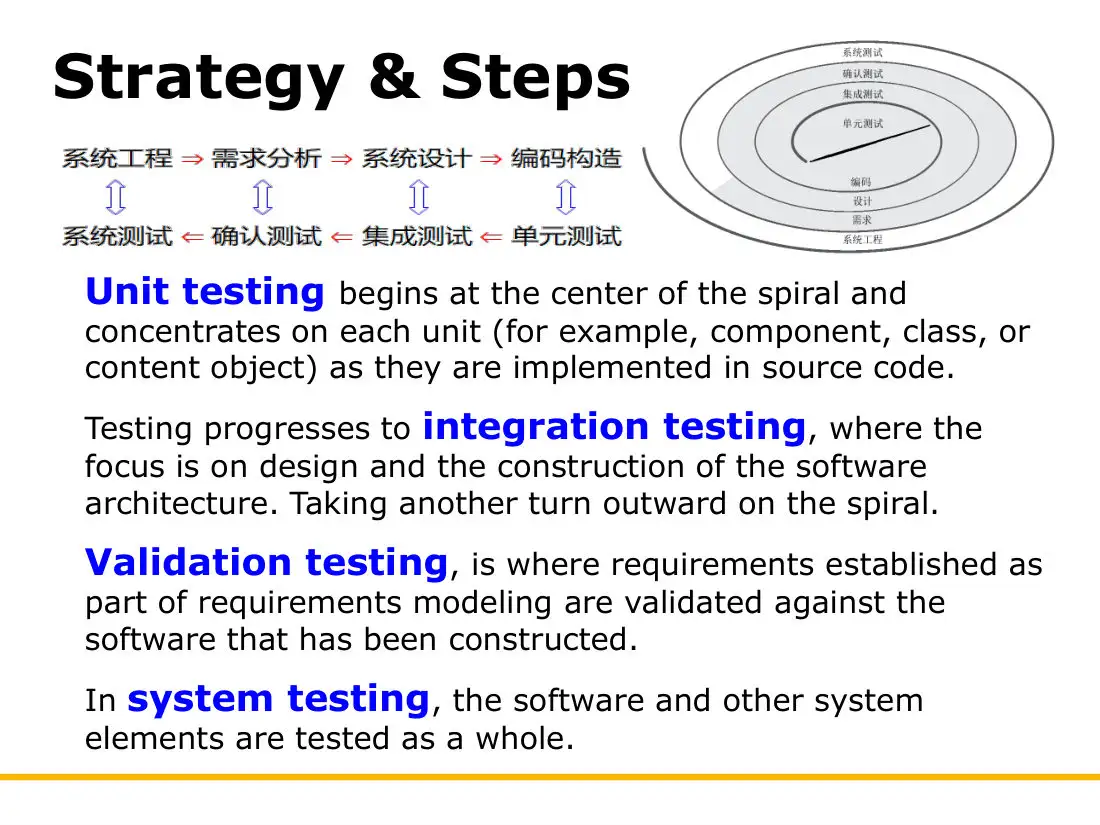 Strategy & Steps
系统工程 ⇒ 需求分析 ⇒ 系统设计 ⇒ 编码构造
系统测试 ⇐ 确认测试 ⇐ 集成测试 ⇐ 单元测试
系统测试
确认测试
集成测试
单元测试
编码
设计
需求
系统工程
Unit testing begins at the center of the spiral and
concentrates on each unit (for example, component, class, or
content object) as they are implemented in source code.
Testing progresses to integration testing, where the
focus is on design and the construction of the software
architecture. Taking another turn outward on the spiral.
Validation testing, is where requirements established as
part of requirements modeling are validated against the
software that has been constructed.
In system testing, the software and other system
elements are tested as a whole.